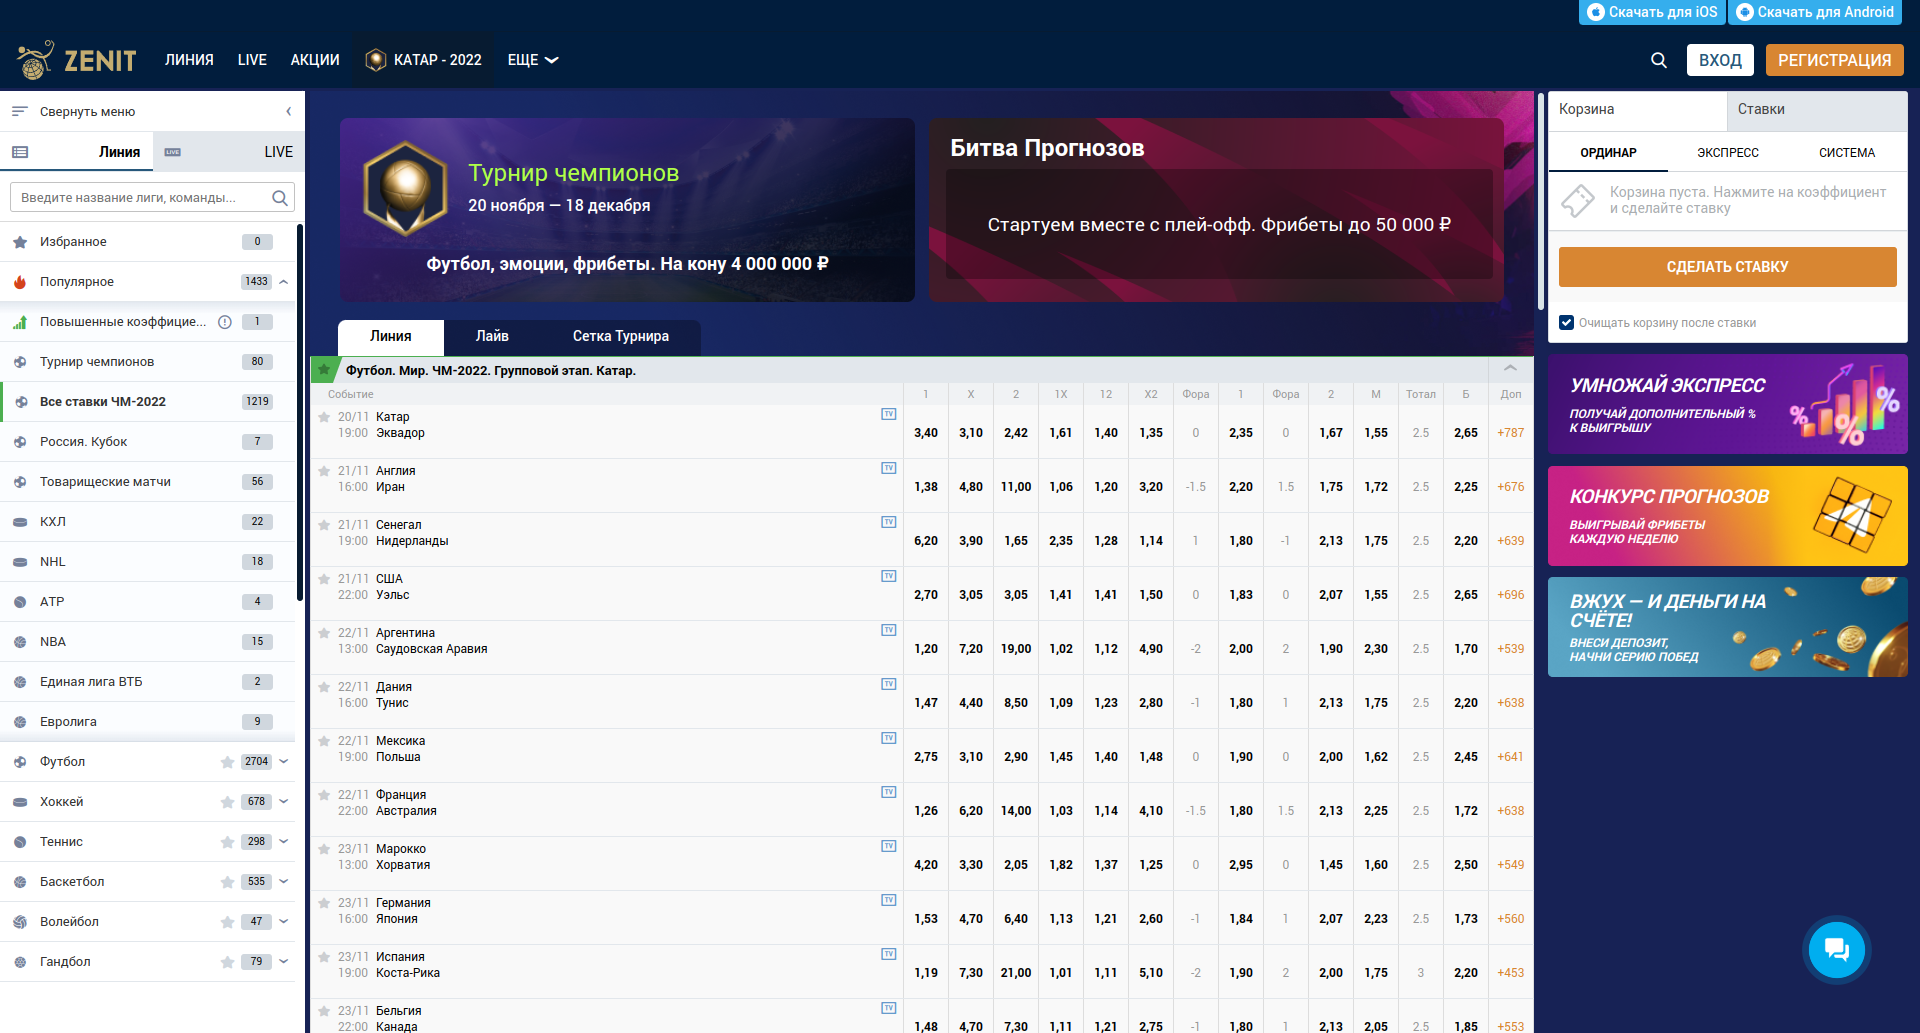 Скачать для iOS
Скачать для Android
ZENIT
ЛИНИЯ
LIVE
АКЦИИ
КАТАР - 2022
ЕЩЕ
ВХОД
РЕГИСТРАЦИЯ
Свернуть меню
Линия
LIVE
LIVE
Введите название лиги, команды...
Избранное 0
Популярное 1433
Повышенные коэффицие... 1
Турнир чемпионов 80
Все ставки ЧМ-2022 1219
Россия. Кубок 7
Товарищеские матчи 56
КХЛ 22
NHL 18
ATP 4
NBA 15
Единая лига ВТБ 2
Евролига 9
Футбол 2704
Хоккей 678
Теннис 298
Баскетбол 535
Волейбол 47
Гандбол 79
Турнир чемпионов
20 ноября — 18 декабря
Футбол, эмоции, фрибеты. На кону 4 000 000 ₽
Битва Прогнозов
Стартуем вместе с плей-офф. Фрибеты до 50 000 ₽
Линия
Лайв
Сетка Турнира
Футбол. Мир. ЧМ-2022. Групповой этап. Катар.
Событие 1 X 2 1X 12 X2 Фора 1 Фора 2 М Тотал Б Доп
20/11 Катар TV
19:00 Эквадор 3,40 3,10 2,42 1,61 1,40 1,35 0 2,35 0 1,67 1,55 2.5 2,65 +787
21/11 Англия TV
16:00 Иран 1,38 4,80 11,00 1,06 1,20 3,20 -1.5 2,20 1.5 1,75 1,72 2.5 2,25 +676
21/11 Сенегал TV
19:00 Нидерланды 6,20 3,90 1,65 2,35 1,28 1,14 1 1,80 -1 2,13 1,75 2.5 2,20 +639
21/11 США TV
22:00 Уэльс 2,70 3,05 3,05 1,41 1,41 1,50 0 1,83 0 2,07 1,55 2.5 2,65 +696
22/11 Аргентина TV
13:00 Саудовская Аравия 1,20 7,20 19,00 1,02 1,12 4,90 -2 2,00 2 1,90 2,30 2.5 1,70 +539
22/11 Дания TV
16:00 Тунис 1,47 4,40 8,50 1,09 1,23 2,80 -1 1,80 1 2,13 1,75 2.5 2,20 +638
22/11 Мексика TV
19:00 Польша 2,75 3,10 2,90 1,45 1,40 1,48 0 1,90 0 2,00 1,62 2.5 2,45 +641
22/11 Франция TV
22:00 Австралия 1,26 6,20 14,00 1,03 1,14 4,10 -1.5 1,80 1.5 2,13 2,25 2.5 1,72 +638
23/11 Марокко TV
13:00 Хорватия 4,20 3,30 2,05 1,82 1,37 1,25 0 2,95 0 1,45 1,60 2.5 2,50 +549
23/11 Германия TV
16:00 Япония 1,53 4,70 6,40 1,13 1,21 2,60 -1 1,84 1 2,07 2,23 2.5 1,73 +560
23/11 Испания TV
19:00 Коста-Рика 1,19 7,30 21,00 1,01 1,11 5,10 -2 1,90 2 2,00 1,75 3 2,20 +453
23/11 Бельгия TV
22:00 Канада 1,48 4,70 7,30 1,11 1,21 2,75 -1 1,80 1 2,13 2,05 2.5 1,85 +553
Корзина
Ставки
ОРДИНАР
ЭКСПРЕСС
СИСТЕМА
Корзина пуста. Нажмите на коэффициент
и сделайте ставку
СДЕЛАТЬ СТАВКУ
Очищать корзину после ставки
УМНОЖАЙ ЭКСПРЕСС
ПОЛУЧАЙ ДОПОЛНИТЕЛЬНЫЙ %
К ВЫИГРЫШУ
КОНКУРС ПРОГНОЗОВ
ВЫИГРЫВАЙ ФРИБЕТЫ
КАЖДУЮ НЕДЕЛЮ
ВЖУХ — И ДЕНЬГИ НА
СЧЁТЕ!
ВНЕСИ ДЕПОЗИТ,
НАЧНИ СЕРИЮ ПОБЕД